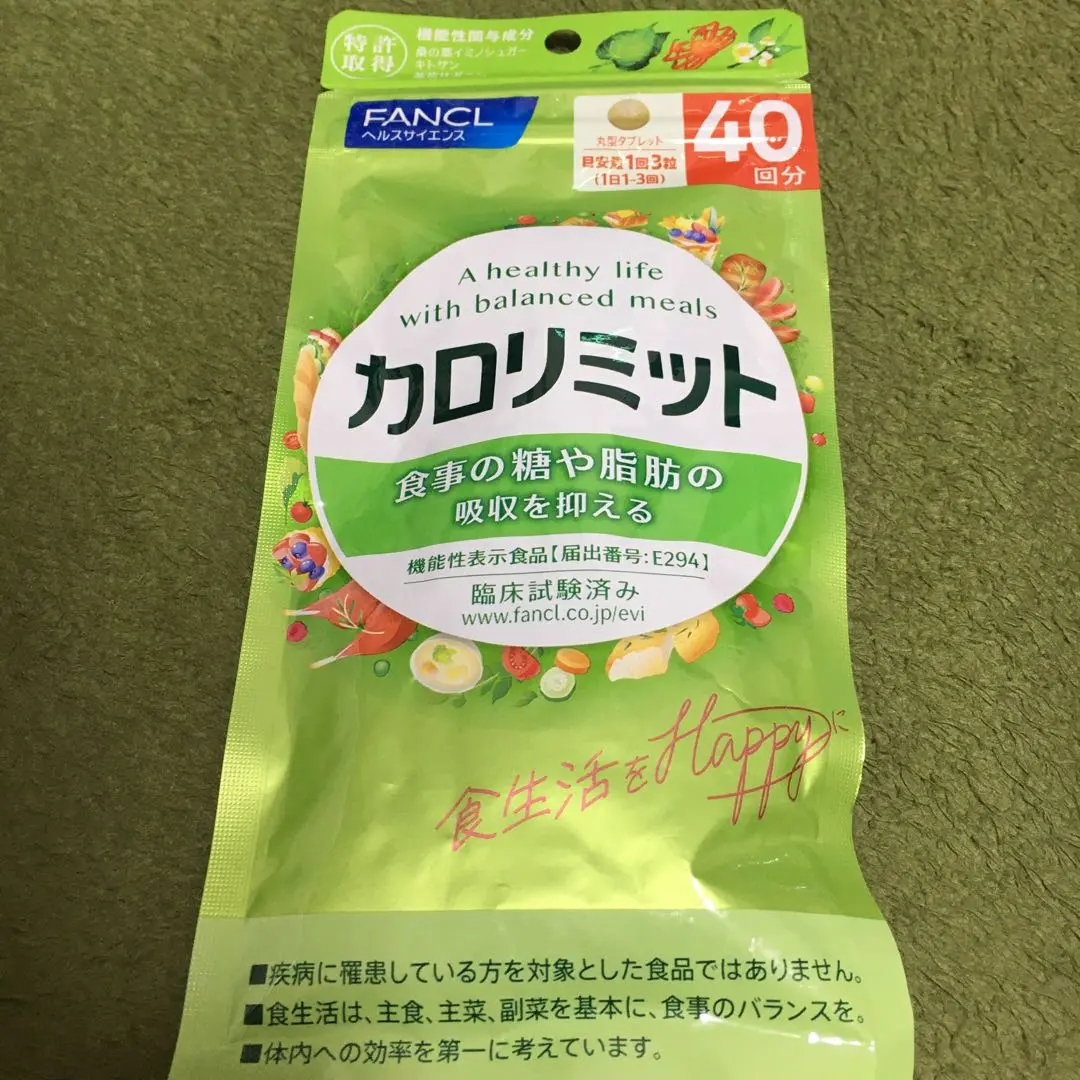 特許
取得
機能性関与成分
桑の葉イミノシュガー
キトサン
FANCL
ヘルスサイエンス
丸型タブレット
目安量1回3粒
(1日1-3回)
40
回分
A healthy life
with balanced meals
カロリミット
食事の糖や脂肪の
吸収を抑える
機能性表示食品【届出番号:E294】
臨床試験済み
www.fancl.co.jp/evi
食生活をHappyに
■疾病に罹患している方を対象とした食品ではありません。
■食生活は、主食、主菜、副菜を基本に、食事のバランスを。
■体内への効率を第一に考えています。